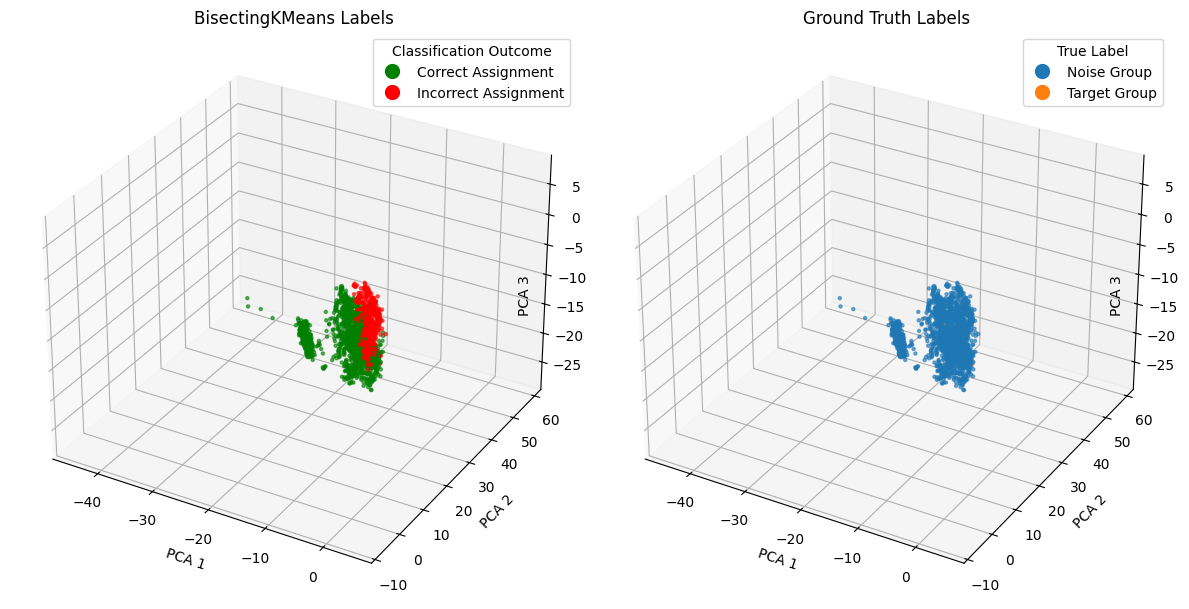 BisectingKMeans Labels
Classification Outcome
Correct Assignment
Incorrect Assignment
5
0
−5
−10
−15
−20
−25
PCA 3
60
50
40
30
20
10
0
−10
PCA 2
−40
−30
−20
−10
0
PCA 1
Ground Truth Labels
True Label
Noise Group
Target Group
5
0
−5
−10
−15
−20
−25
PCA 3
60
50
40
30
20
10
0
−10
PCA 2
−40
−30
−20
−10
0
PCA 1